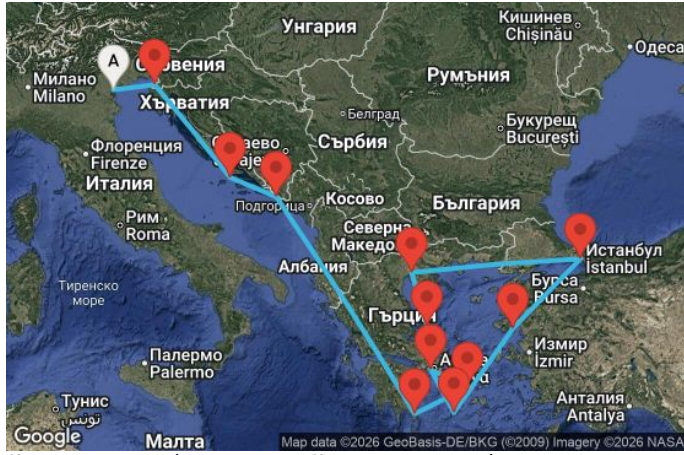 Кишинев
Chișinău
Унгария
A
Словения
Одеса
Милано
Milano
Румъния
Хърватия
Белград
Букурещ
București
Флоренция
Firenze
Сърбия
Италия
Подгорица
Косово
България
Рим
Roma
Северна
Македо
Истанбул
İstanbul
Албания
Бурса
Bursa
Тиренско
море
Гърция
Измир
İzmir
Палермо
Palermo
Тунис
تونس
Анталия
Antalya
Google
Малта
Map data ©2026 GeoBasis-DE/BKG (©2009) Imagery ©2026 NASA